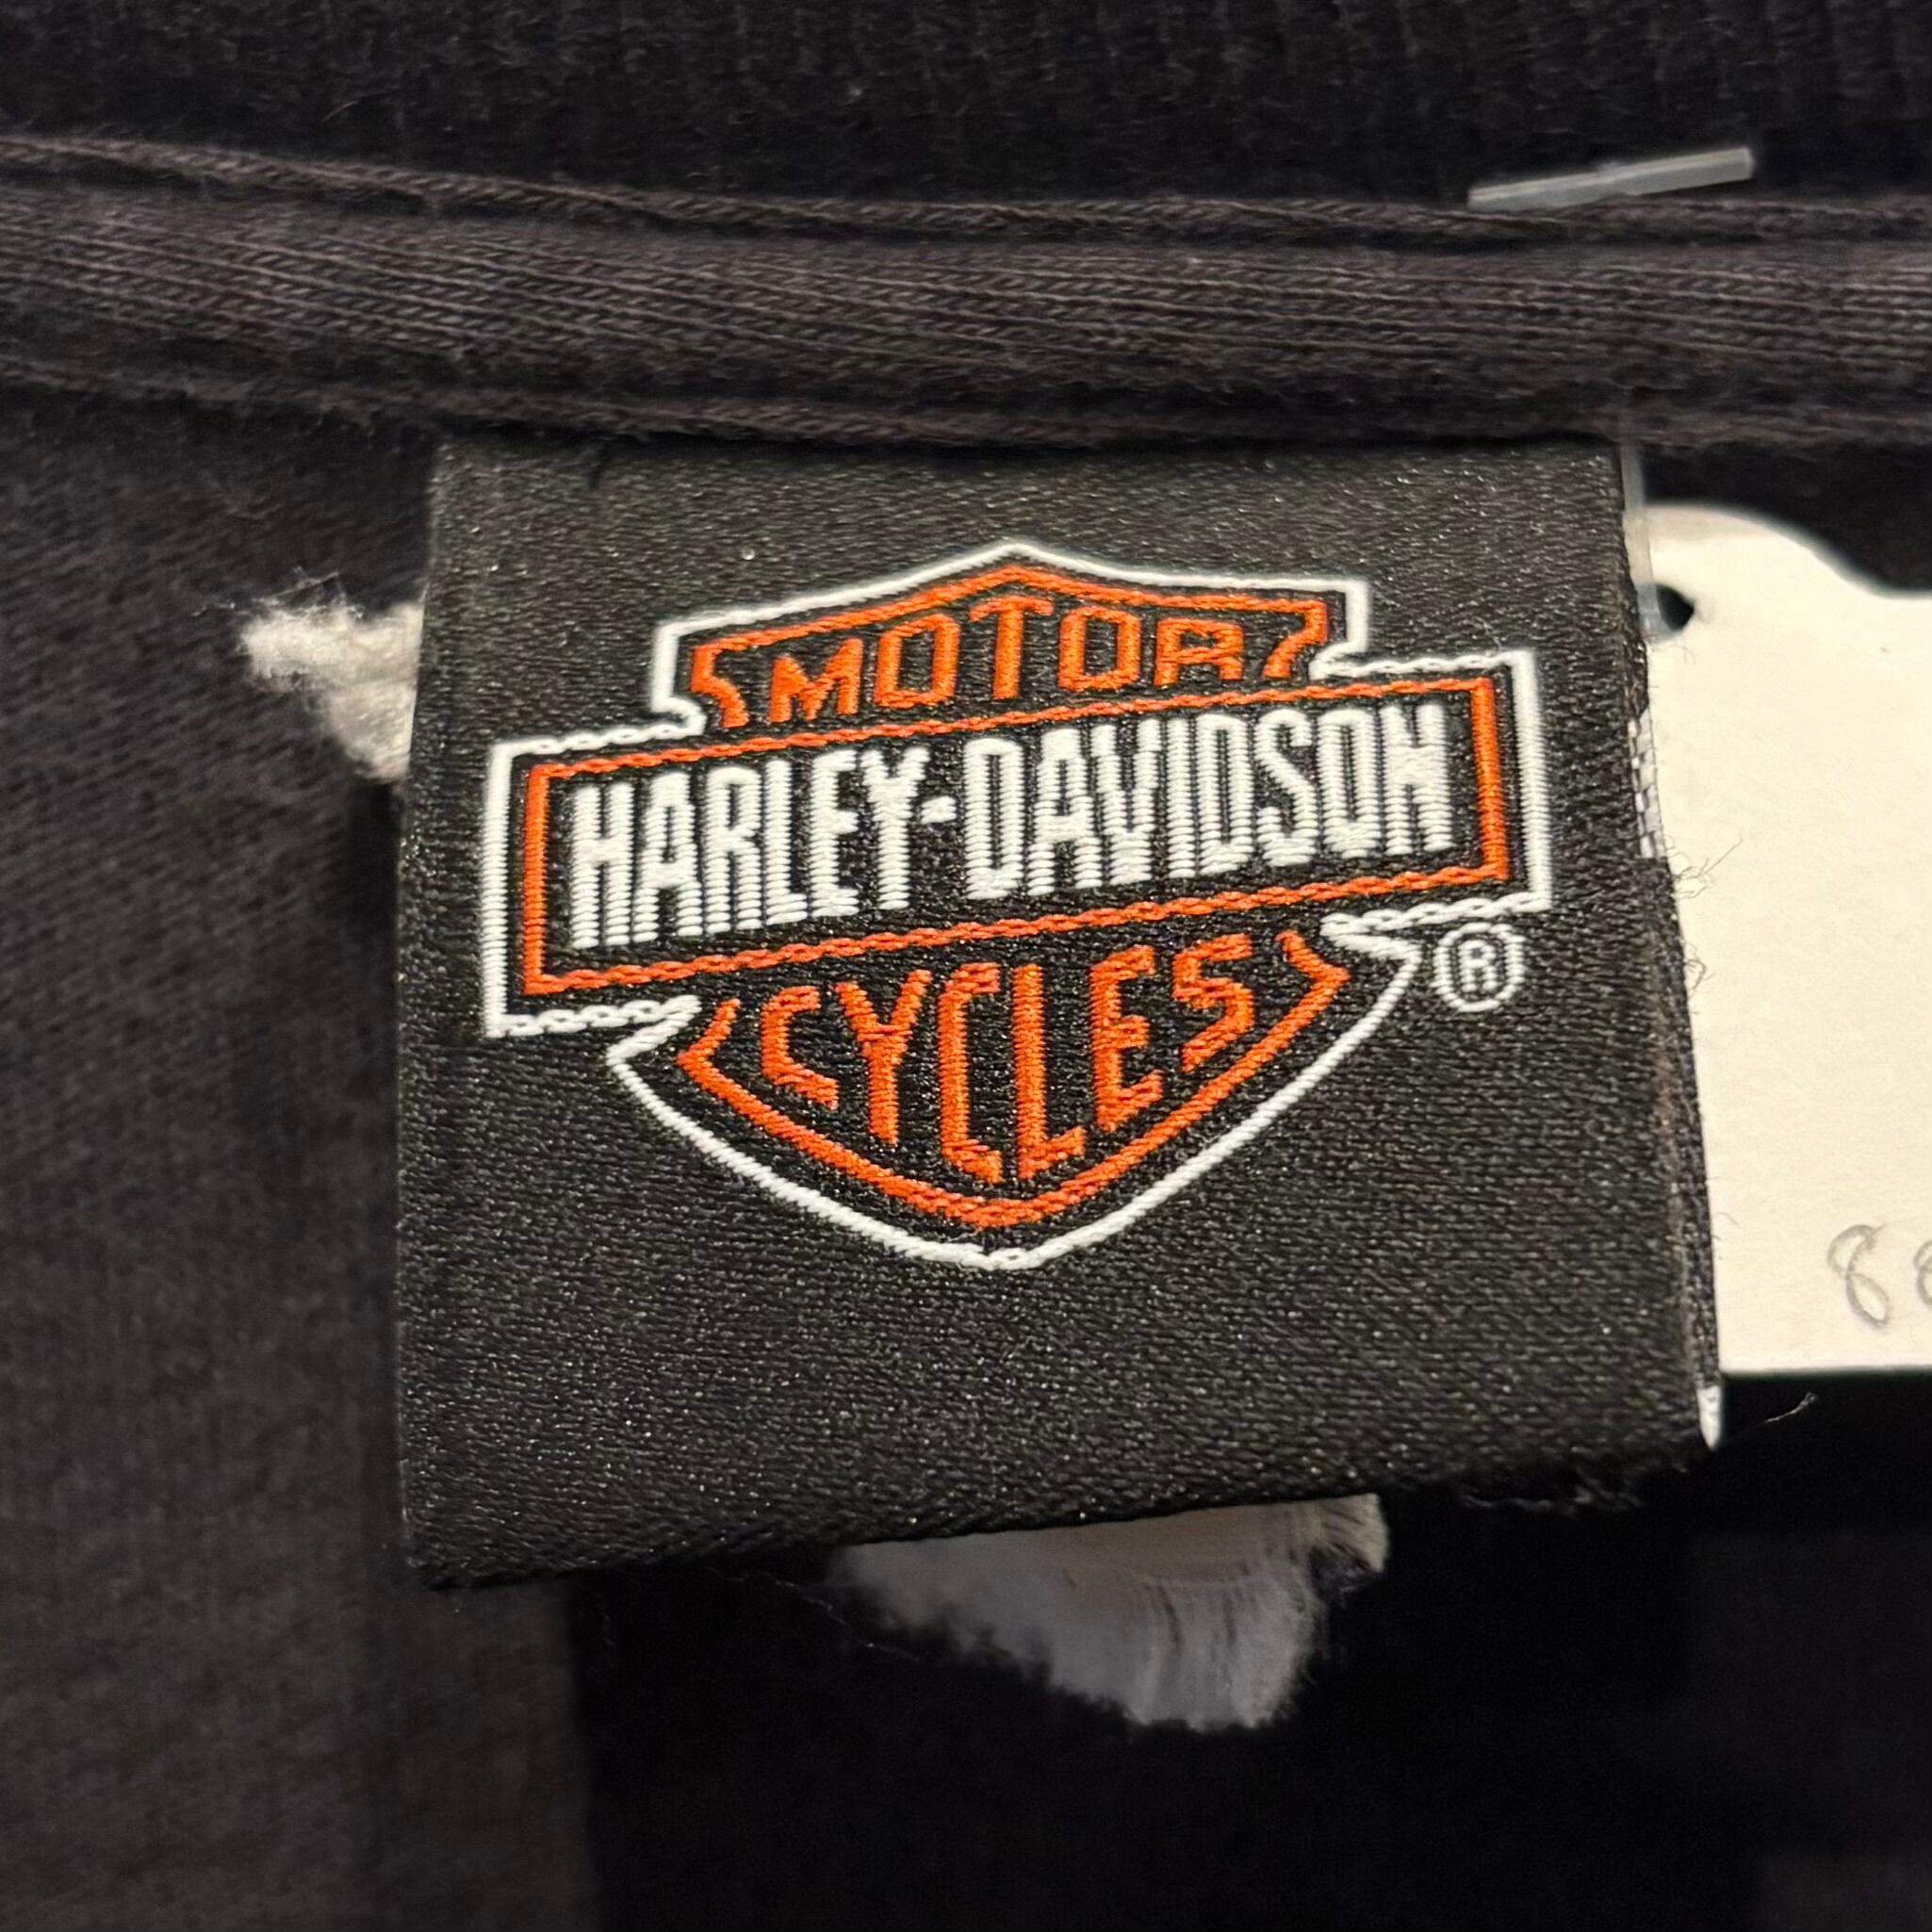 MOTOR
HARLEY-DAVIDSON
CYCLES
®